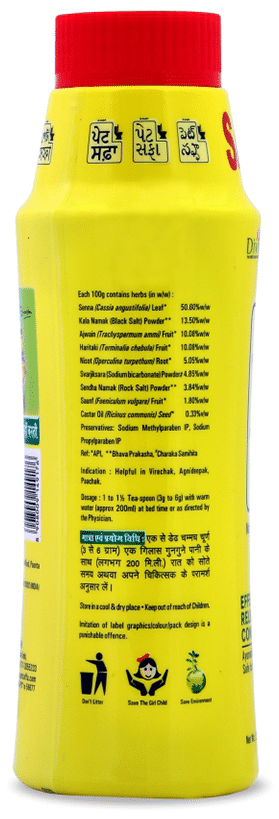 પેટ સફા
ਪੇਟ ਸਫ਼ਾ
પેટ સફા
Each 100g contains herbs (in w/w) :
Senna (Cassia angustifolia) Leaf* 50.60%w/w
Kala Namak (Black Salt) Powder** 13.50%w/w
Ajwain (Trachyspermum ammi) Fruit* 10.08%w/w
Haritaki (Terminalia chebula) Fruit* 10.08%w/w
Nisot (Operculina turpethum) Root* 5.05%w/w
Svarjiksara (Sodium bicarbonate) Powder# 4.85%w/w
Sendha Namak (Rock Salt) Powder** 3.84%w/w
Saunf (Foeniculum vulgare) Fruit* 1.80%w/w
Castor Oil (Ricinus communis) Seed* 0.33%w/w
Preservatives: Sodium Methylparaben IP, Sodium
Propylparaben IP
Ref: *API, **Bhava Prakasha, #Charaka Samhita
Indication : Helpful in Virechak, Agnideepak,
Paachak.
Dosage : 1 to 1½ Tea-spoon (3g to 6g) with warm
water (approx 200ml) at bed time or as directed by
the Physician.
मात्रा एवं प्रयोग विधि : एक से डेढ चम्मच चूर्ण
(3 से 6 ग्राम) एक गिलास गुनगुने पानी के
साथ (लगभग 200 मि.ली.) रात को सोते
समय अथवा अपने चिकित्सक के परामर्श
अनुसार लें।
Store in a cool & dry place • Keep out of reach of Children.
Imitation of label graphics/colour/pack design is a
punishable offence.
Don't Litter
Save The Girl Child
Save Environment